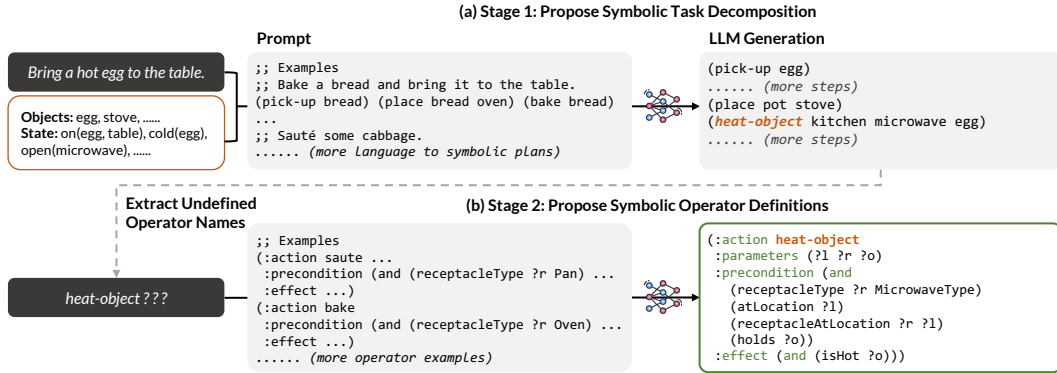 (a) Stage 1: Propose Symbolic Task Decomposition
Prompt
LLM Generation
Bring a hot egg to the table.
Objects: egg, stove, ......
State: on(egg, table), cold(egg),
open(microwave), ......
;; Examples
;; Bake a bread and bring it to the table.
(pick-up bread) (place bread oven) (bake bread)
...
;; Sauté some cabbage.
...... (more language to symbolic plans)
(pick-up egg)
...... (more steps)
(place pot stove)
(heat-object kitchen microwave egg)
...... (more steps)
Extract Undefined
Operator Names
(b) Stage 2: Propose Symbolic Operator Definitions
heat-object ? ? ?
;; Examples
(:action saute ...
:precondition (and (receptacleType ?r Pan) ...
:effect ...)
(:action bake
:precondition (and (receptacleType ?r Oven) ...
:effect ...)
...... (more operator examples)
(:action heat-object
:parameters (?l ?r ?o)
:precondition (and
(receptacleType ?r MicrowaveType)
(atLocation ?l)
(receptacleAtLocation ?r ?l)
(holds ?o))
:effect (and (isHot ?o)))